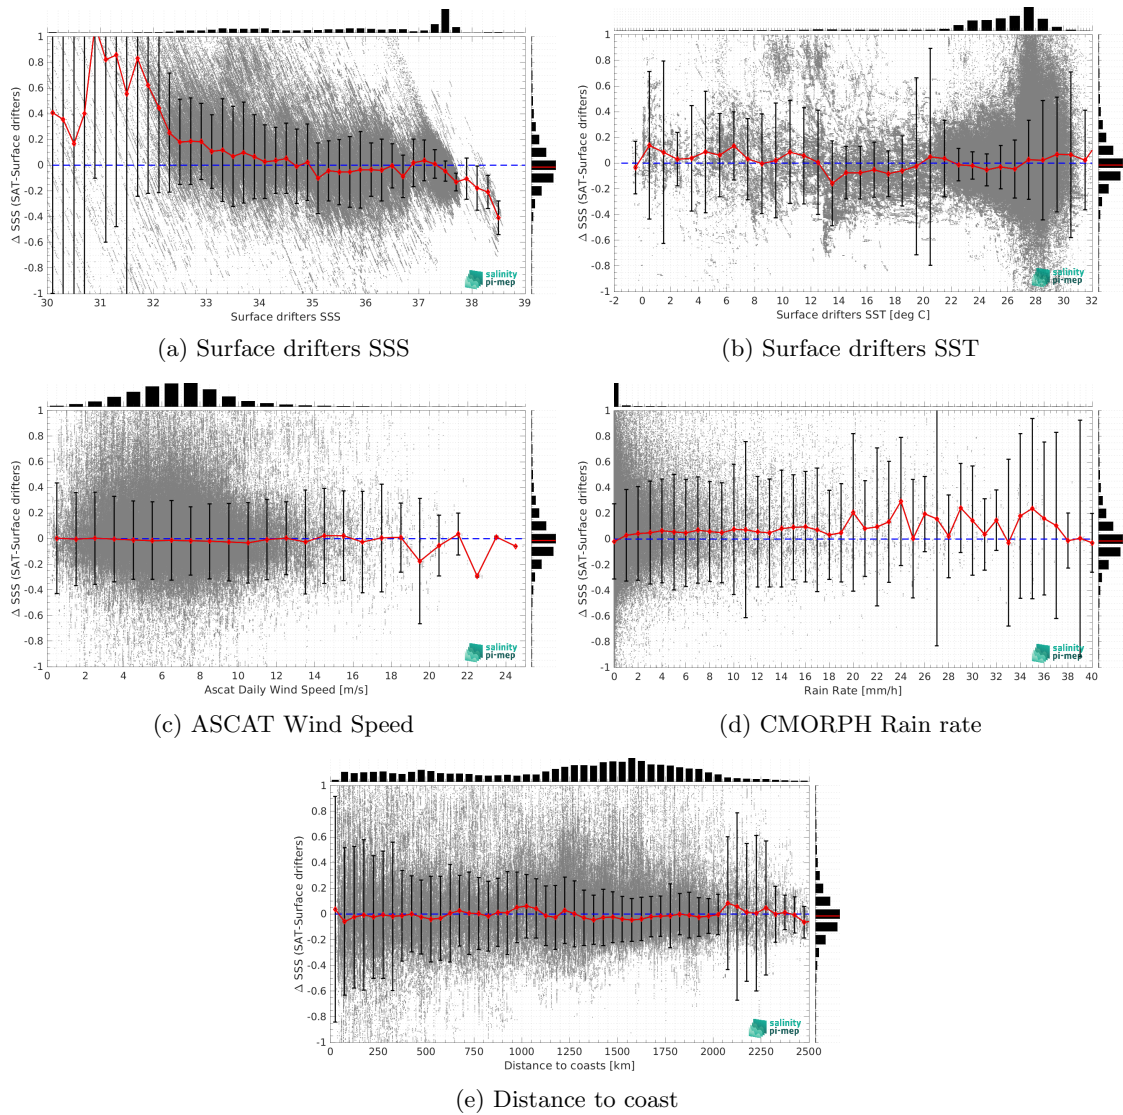 1
0.8
0.6
0.4
0.2
0
-0.2
-0.4
-0.6
-0.8
-1
Δ SSS (SAT-Surface drifters)
30 31 32 33 34 35 36 37 38 39
Surface drifters SSS
salinity
pi-mep
(a) Surface drifters SSS
1
0.8
0.6
0.4
0.2
0
-0.2
-0.4
-0.6
-0.8
-1
Δ SSS (SAT-Surface drifters)
-2 0 2 4 6 8 10 12 14 16 18 20 22 24 26 28 30 32
Surface drifters SST [deg C]
salinity
pi-mep
(b) Surface drifters SST
1
0.8
0.6
0.4
0.2
0
-0.2
-0.4
-0.6
-0.8
-1
Δ SSS (SAT-Surface drifters)
0 2 4 6 8 10 12 14 16 18 20 22 24
Ascat Daily Wind Speed [m/s]
salinity
pi-mep
(c) ASCAT Wind Speed
1
0.8
0.6
0.4
0.2
0
-0.2
-0.4
-0.6
-0.8
-1
Δ SSS (SAT-Surface drifters)
0 2 4 6 8 10 12 14 16 18 20 22 24 26 28 30 32 34 36 38 40
Rain Rate [mm/h]
salinity
pi-mep
(d) CMORPH Rain rate
1
0.8
0.6
0.4
0.2
0
-0.2
-0.4
-0.6
-0.8
-1
Δ SSS (SAT-Surface drifters)
0 250 500 750 1000 1250 1500 1750 2000 2250 2500
Distance to coasts [km]
salinity
pi-mep
(e) Distance to coast